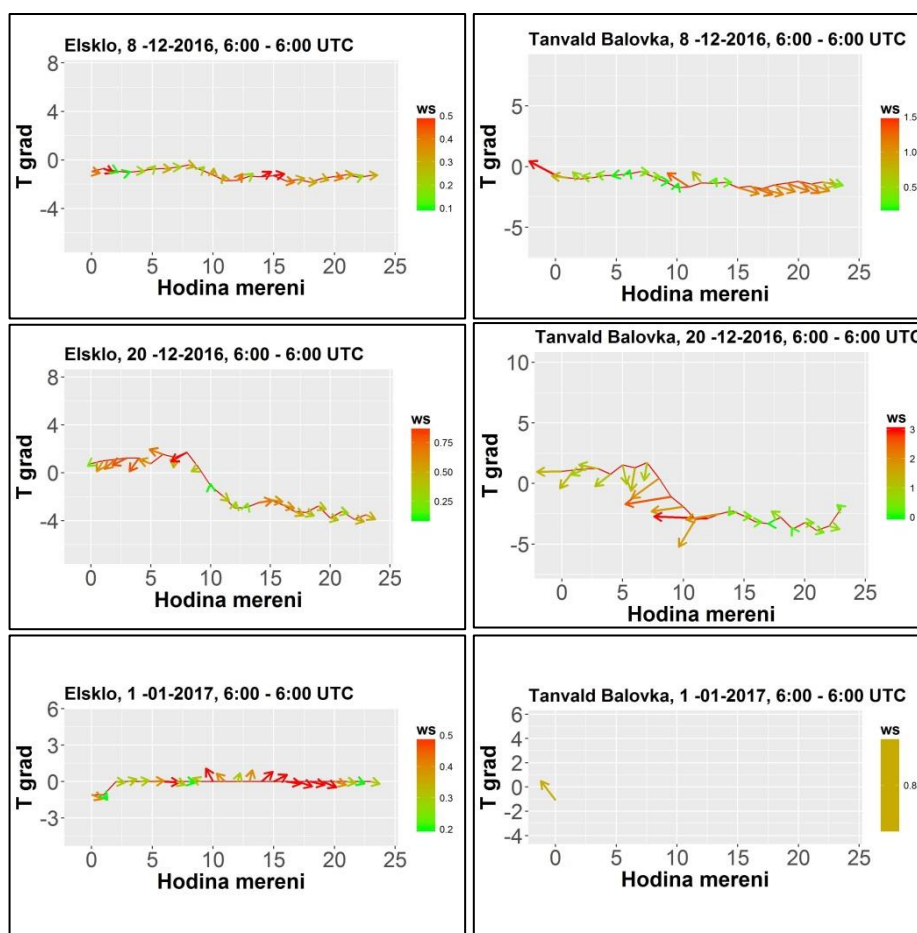 Elsklo, 8 -12-2016, 6:00 - 6:00 UTC
8
4
0
-4
T grad
0 5 10 15 20 25
Hodina mereni
ws
0.5
0.4
0.3
0.2
0.1
Tanvald Balovka, 8 -12-2016, 6:00 - 6:00 UTC
5
0
-5
T grad
0 5 10 15 20 25
Hodina mereni
ws
1.5
1.0
0.5
Elsklo, 20 -12-2016, 6:00 - 6:00 UTC
8
4
0
-4
T grad
0 5 10 15 20 25
Hodina mereni
ws
0.75
0.50
0.25
Tanvald Balovka, 20 -12-2016, 6:00 - 6:00 UTC
10
5
0
-5
T grad
0 5 10 15 20 25
Hodina mereni
ws
3
2
1
0
Elsklo, 1 -01-2017, 6:00 - 6:00 UTC
6
3
0
-3
T grad
0 5 10 15 20 25
Hodina mereni
ws
0.5
0.4
0.3
0.2
Tanvald Balovka, 1 -01-2017, 6:00 - 6:00 UTC
6
4
2
0
-2
-4
T grad
0 5 10 15 20 25
Hodina mereni
ws
0.8